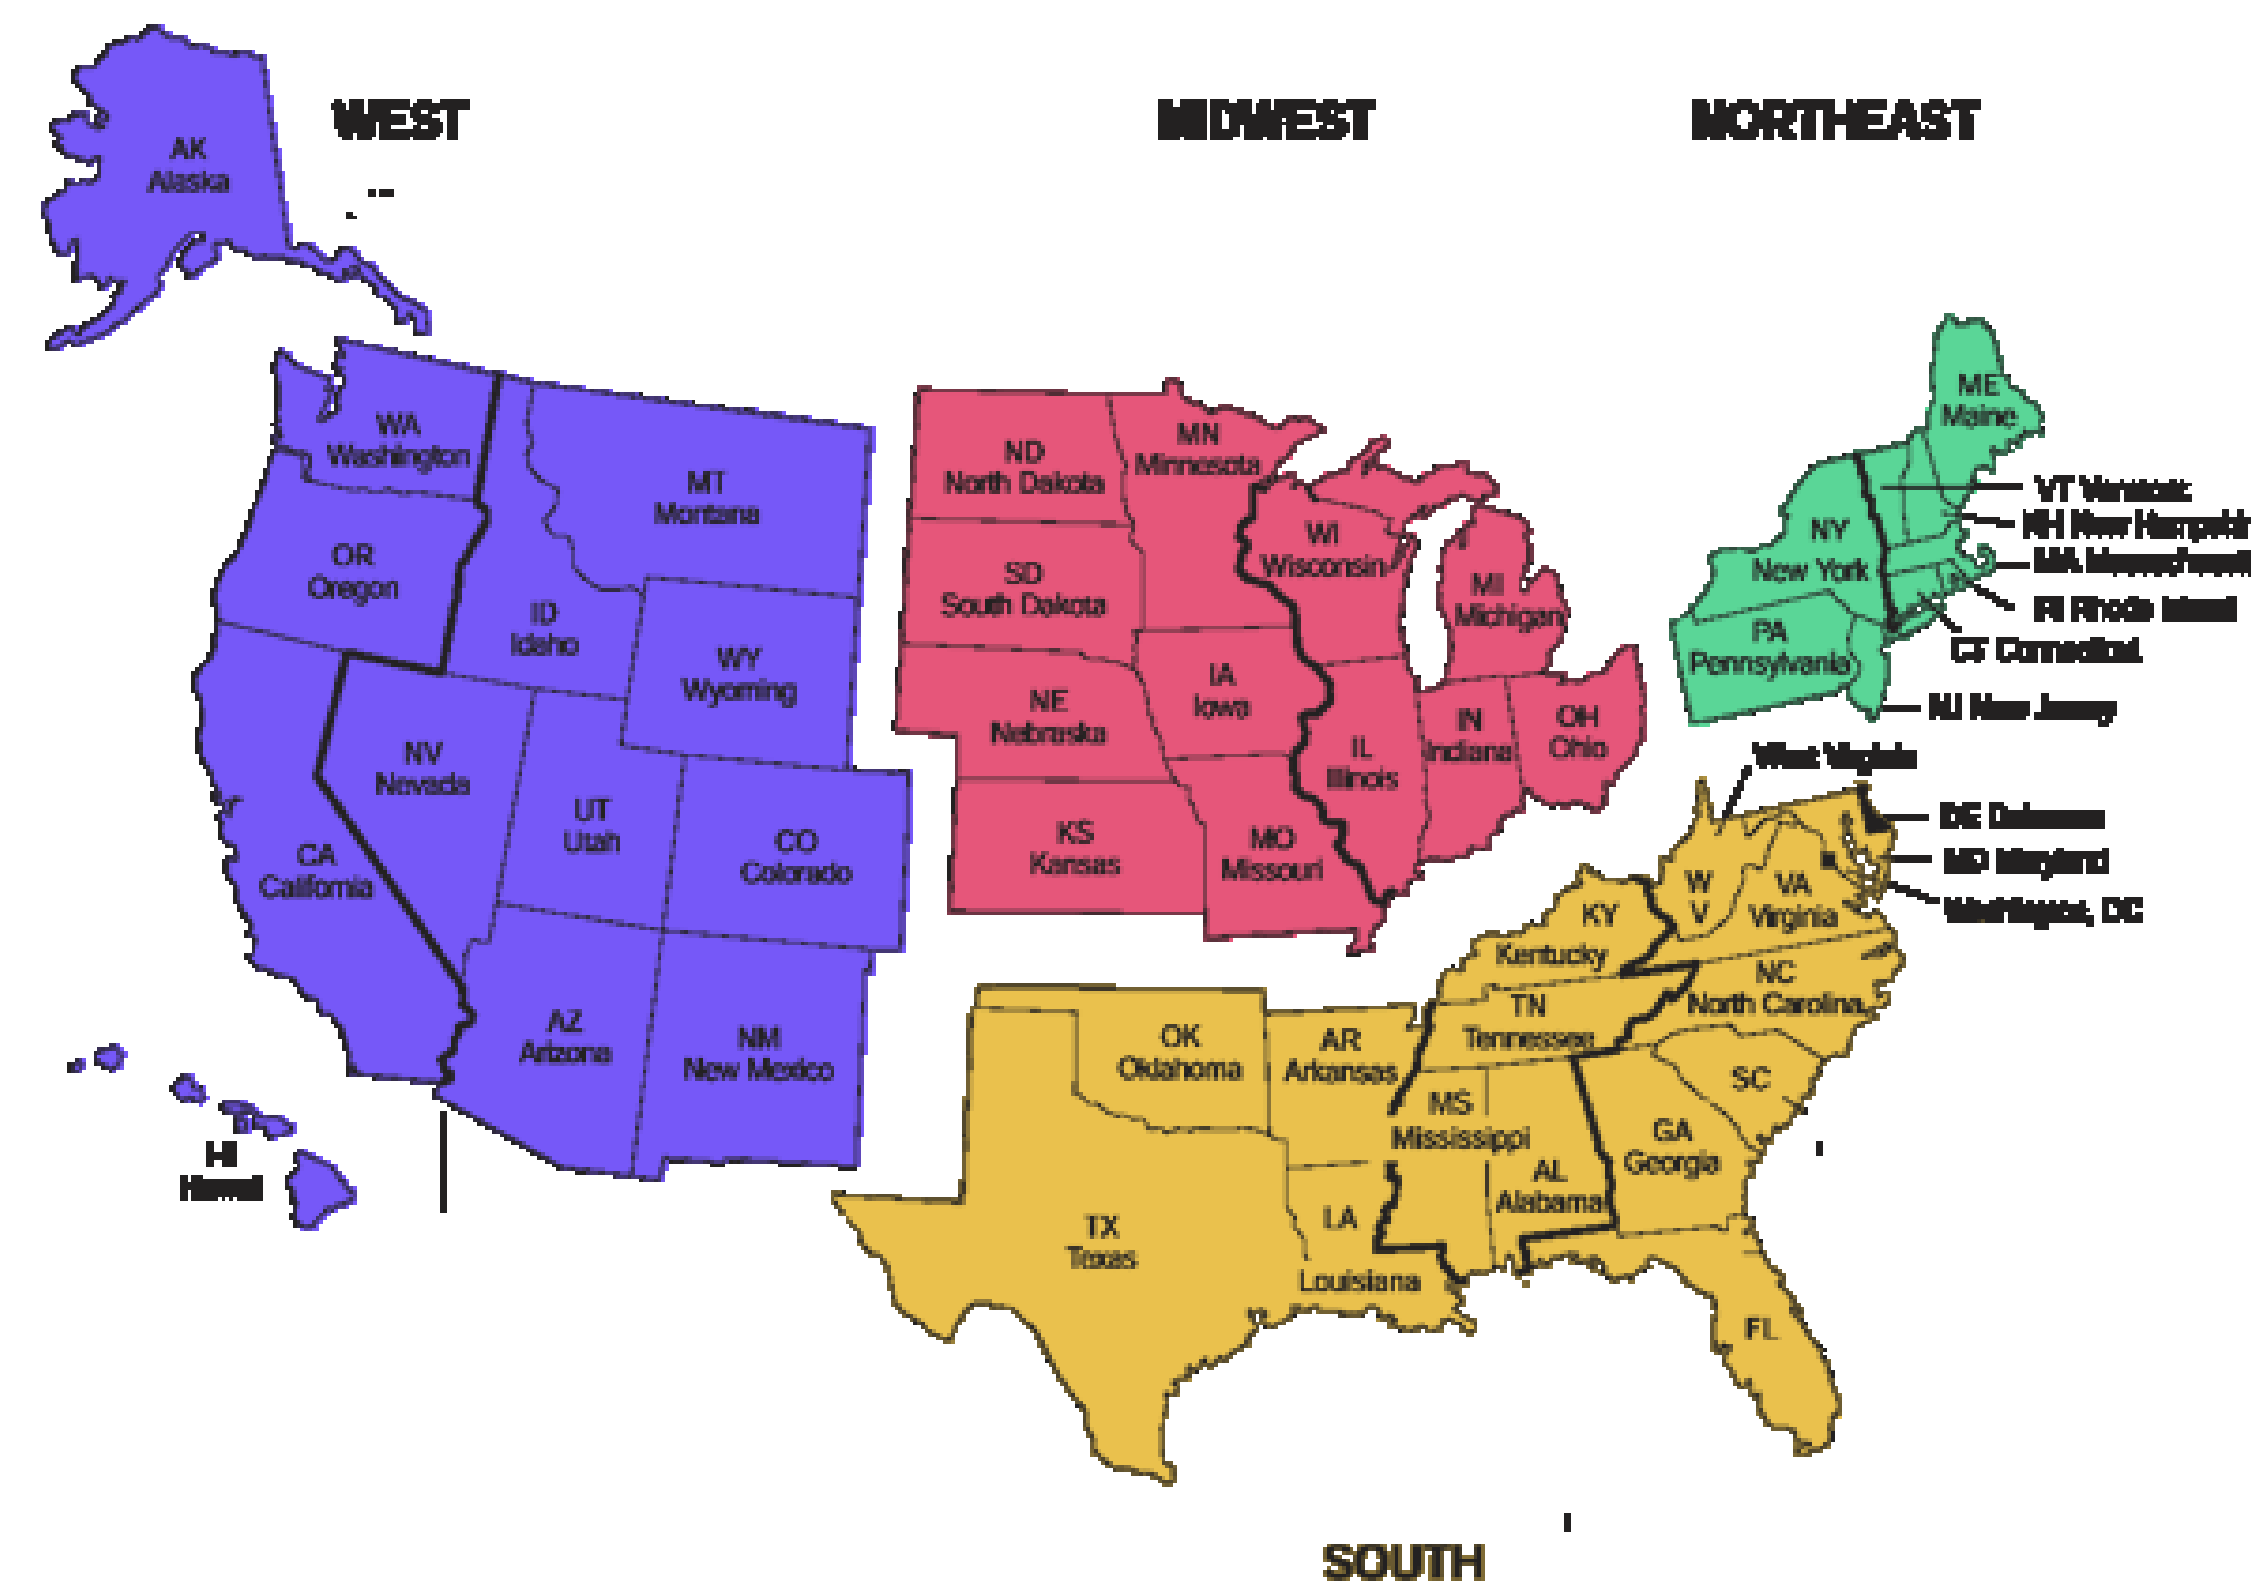 WEST
MIDWEST
NORTHEAST
AK
Alaska
WA
Washington
MT
Montana
OR
Oregon
ID
Idaho
WY
Wyoming
NV
Nevada
UT
Utah
CO
Colorado
CA
California
AZ
Arizona
NM
New Mexico
HI
Hawaii
ND
North Dakota
MN
Minnesota
SD
South Dakota
WI
Wisconsin
MI
Michigan
NE
Nebraska
IA
Iowa
IL
Illinois
IN
Indiana
OH
Ohio
KS
Kansas
MO
Missouri
ME
Maine
VT Vermont
NH New Hampshir
NY
New York
MA
RI Rhode Island
CT Connecticut
PA
Pennsylvania
NJ New Jersey
West Virginia
DE Delaware
MD Maryland
Washington, DC
W
V
VA
Virginia
KY
Kentucky
NC
North Carolina
TN
Tennessee
OK
Oklahoma
AR
Arkansas
SC
MS
Mississippi
GA
Georgia
AL
Alabama
TX
Texas
LA
Louisiana
FL
SOUTH